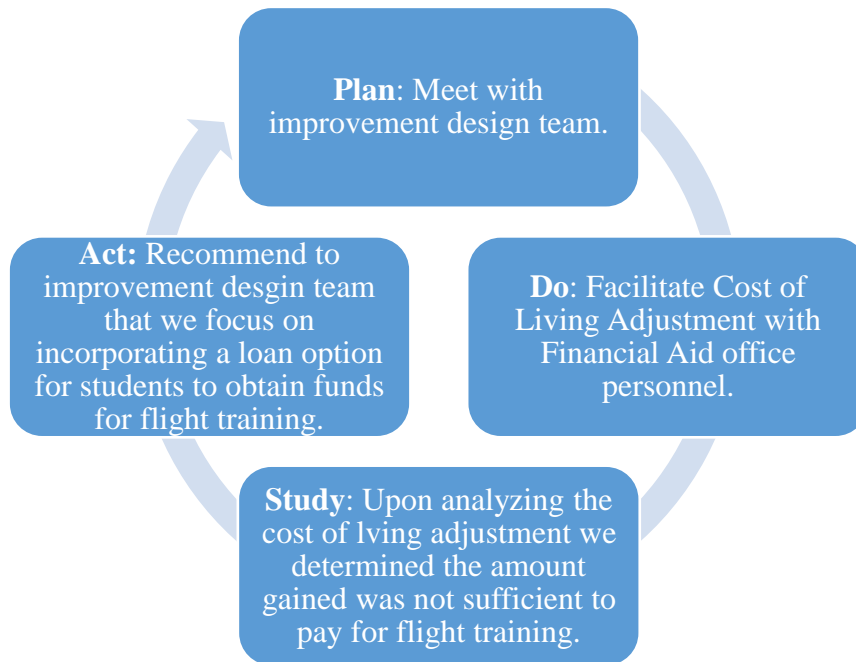 Plan: Meet with
improvement design team.
Do: Facilitate Cost of
Living Adjustment with
Financial Aid office
personnel.
Study: Upon analyzing the
cost of lving adjustment we
determined the amount
gained was not sufficient to
pay for flight training.
Act: Recommend to
improvement desgin team
that we focus on
incorporating a loan option
for students to obtain funds
for flight training.